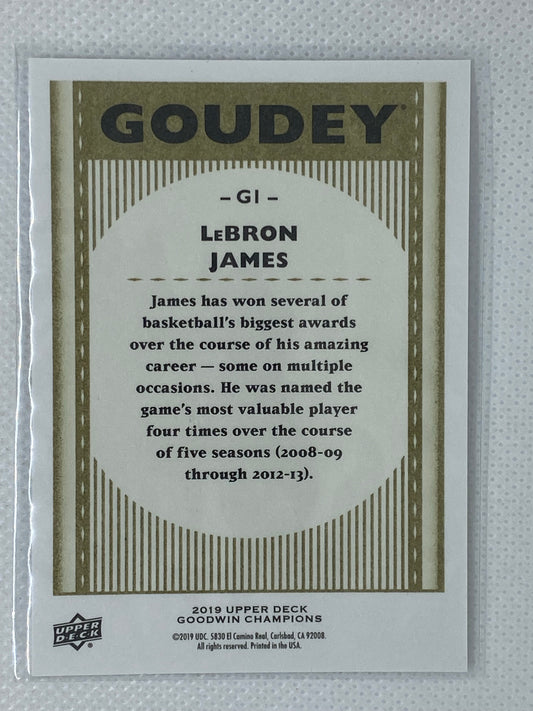 GOUDEY®
– G1 –
LeBRON
JAMES
James has won several of
basketball's biggest awards
over the course of his amazing
career — some on multiple
occasions. He was named the
game's most valuable player
four times over the course
of five seasons (2008-09
through 2012-13).
2019 UPPER DECK
GOODWIN CHAMPIONS
UPPER
D·E·C·K®
©2019 UDC. 5830 El Camino Real, Carlsbad, CA 92008.
All rights reserved. Printed in the USA.